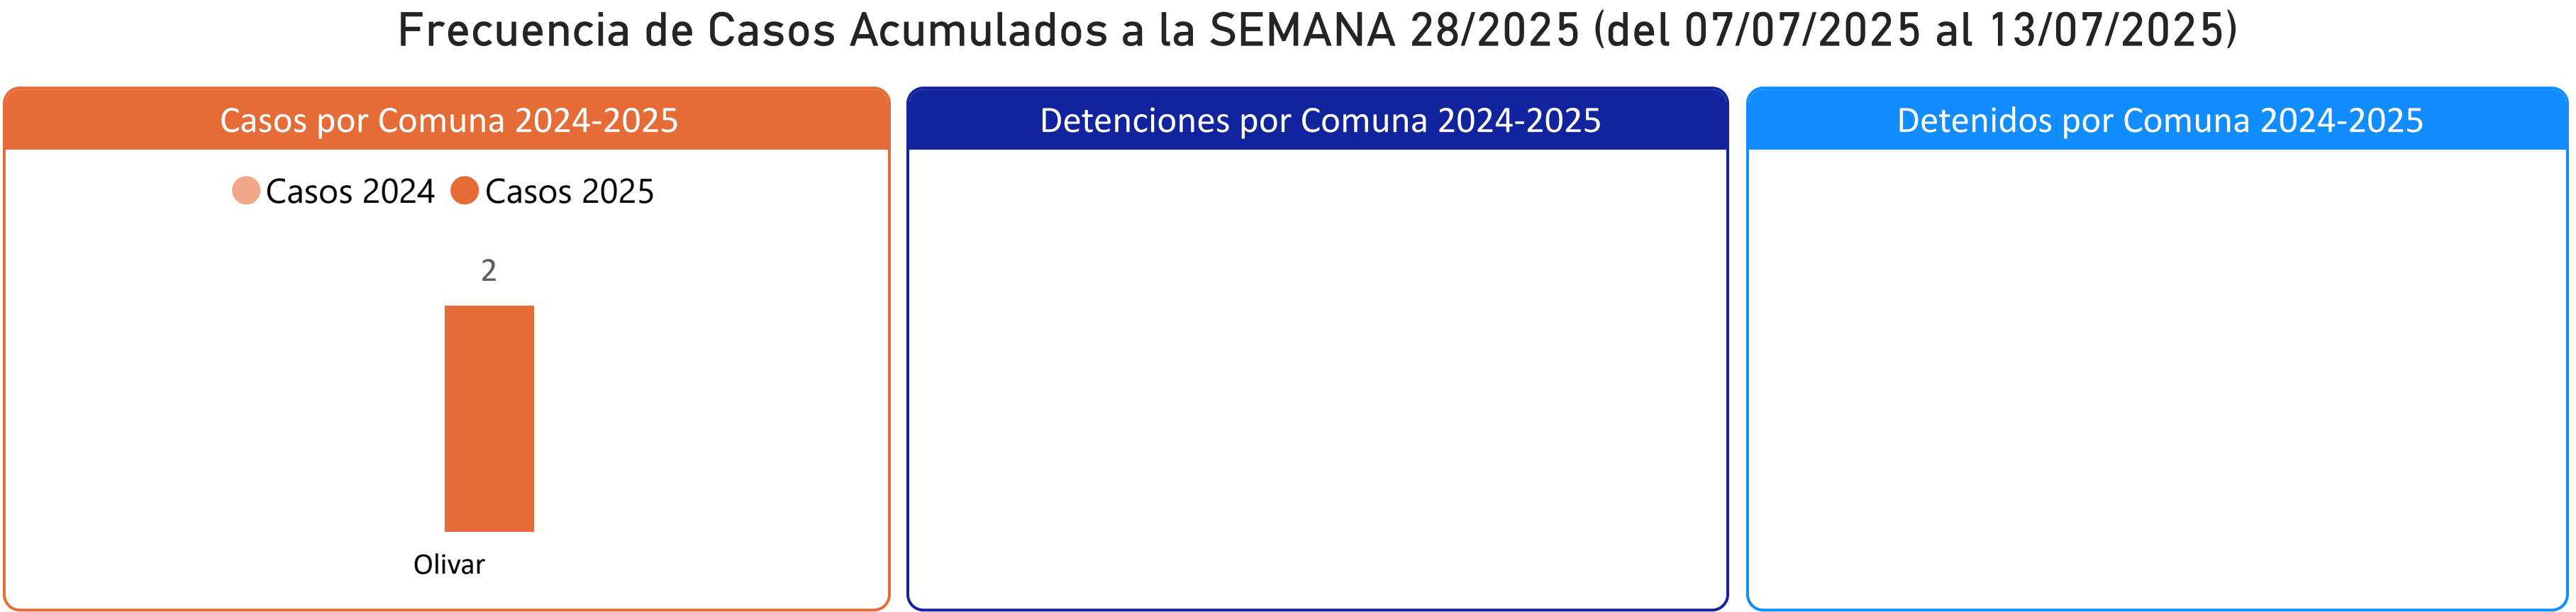 Frecuencia de Casos Acumulados a la SEMANA 28/2025 (del 07/07/2025 al 13/07/2025)
Casos por Comuna 2024-2025
Casos 2024 Casos 2025
2
Olivar
Detenciones por Comuna 2024-2025
Detenidos por Comuna 2024-2025